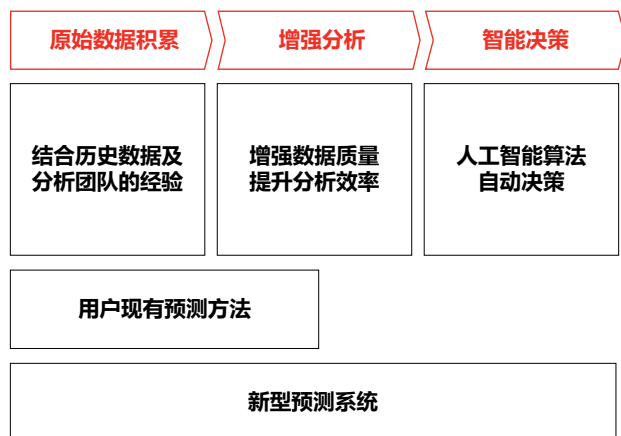 原始数据积累
增强分析
智能决策
结合历史数据及
分析团队的经验
增强数据质量
提升分析效率
人工智能算法
自动决策
用户现有预测方法
新型预测系统